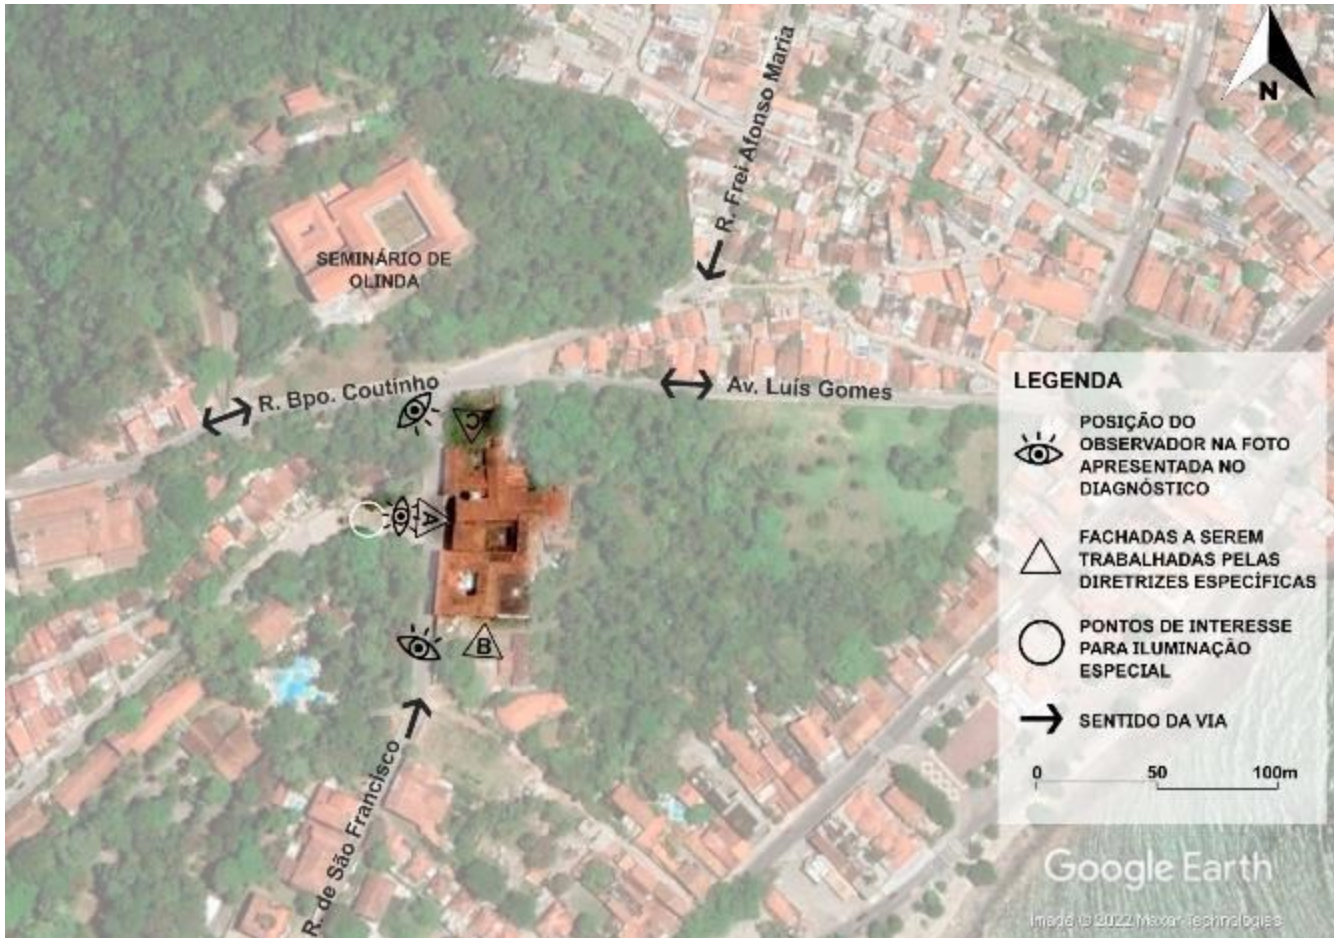 R. Frei Afonso Maria
N
SEMINÁRIO DE
OLINDA
R. Bpo. Coutinho
Av. Luís Gomes
C
A
B
R. de São Francisco
LEGENDA
POSIÇÃO DO
OBSERVADOR NA FOTO
APRESENTADA NO
DIAGNÓSTICO
FACHADAS A SEREM
TRABALHADAS PELAS
DIRETRIZES ESPECÍFICAS
PONTOS DE INTERESSE
PARA ILUMINAÇÃO
ESPECIAL
SENTIDO DA VIA
0 50 100m
Google Earth
Image © 2022 Maxar Technologies